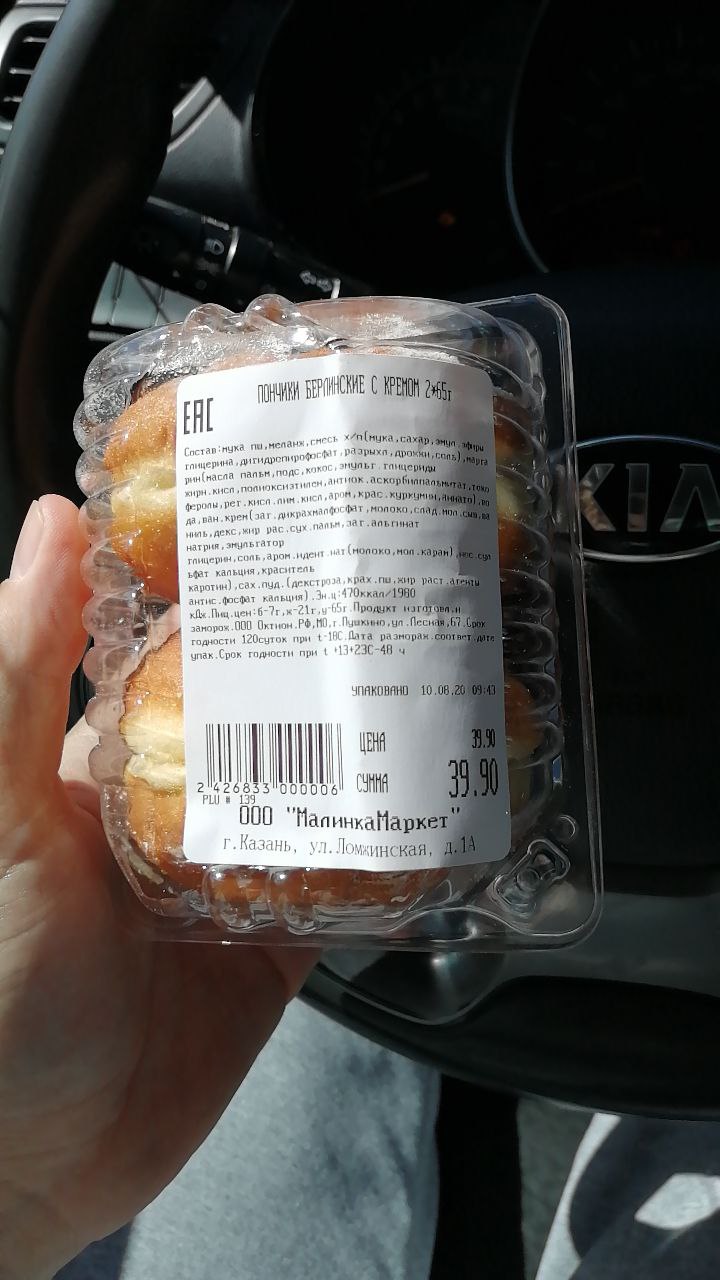 ПОНЧИКИ БЕРЛИНСКИЕ С КРЕМОМ 2*65г
EAC
Состав:мука пш,меланж,смесь х/п(мука,сахар,эмул.эфиры
глицерина,дитидропирофосфат,разрыхл,дрожжи,соль),марга
рин(масла пальм,подс,кокос,эмульг.глицериды
жирн.кисл,полиоксиэтилен,антиок.аскорбилпальмитат,токо
феролы,рег.кисл.лим.кисл,аром,крас.куркумин,аннато),во
да,ван.крем(заг.дикрахмалфосфат,молоко,слад.мол.сыв,ва
ниль,декс,жир рас.сух.пальм,заг.альгинат
натрия,эмульгатор
глицерин,соль,аром.идент.нат(молоко,мол.карам),нос.сул
ьфат кальция,краситель
каротин),сах.пуд.(декстроза,крах.пш,жир раст.агенты
антис.фосфат кальция).Эн.ц:470ккал/1980
кДж.Пищ.цен:б-7г,ж-21г,у-65г.Продукт изготовл.и
заморож.ООО Октион.РФ,МО,г.Пушкино,ул.Лесная,67.Срок
годности 120суток при t-18С.Дата разморах.соответ.дате
упак.Срок годности при t +13+23С-48 ч
УПАКОВАНО 10.08.20 09:43
ЦЕНА 39.90
СУММА 39.90
2 426833 000006
PLU # 139
ООО "МалинкаМаркет"
г.Казань, ул.Ломжинская, д.1А
KIA